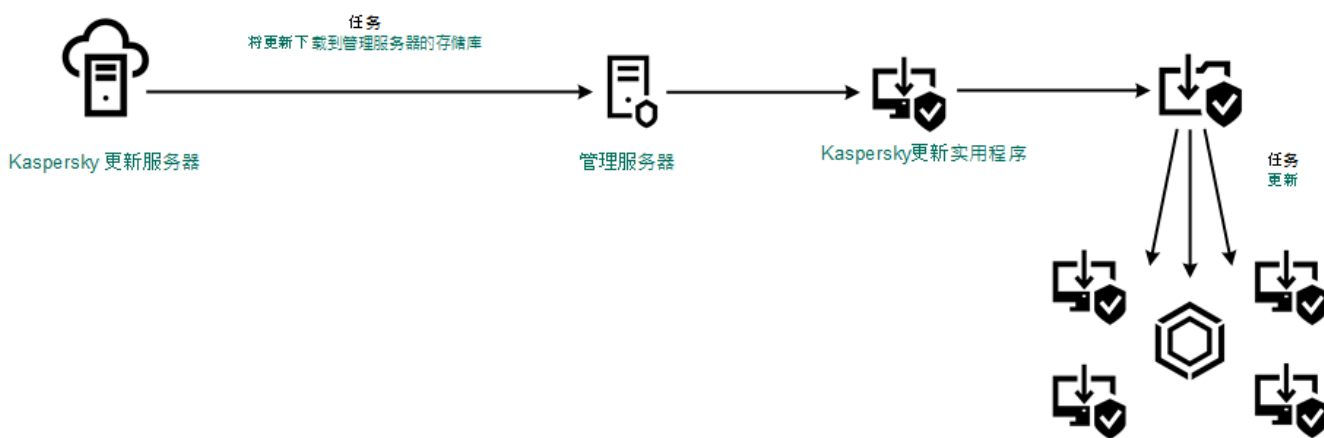 任务
将更新下载到管理服务器的存储库
Kaspersky 更新服务器
管理服务器
Kaspersky更新实用程序
任务
更新